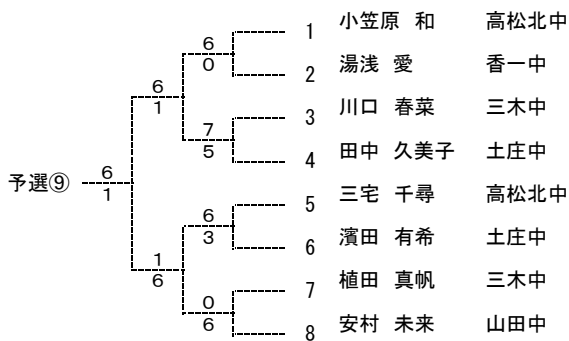 1 小笠原 和 高松北中
6
0
2 湯浅 愛 香一中
6
1
3 川口 春菜 三木中
7
5
4 田中 久美子 土庄中
予選⑨
6
1
5 三宅 千尋 高松北中
6
3
6 濱田 有希 土庄中
1
6
7 植田 真帆 三木中
0
6
8 安村 未来 山田中